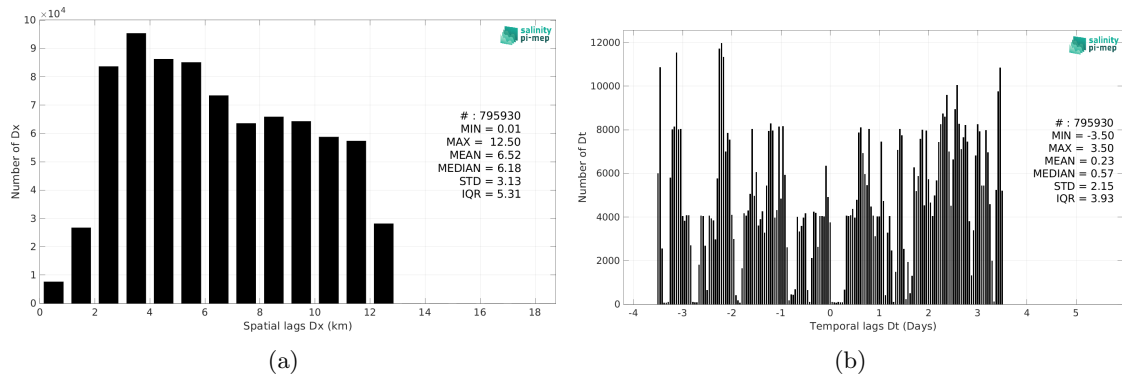 ×10⁴
10
9
8
7
6
5
4
3
2
1
0
0 2 4 6 8 10 12 14 16 18
Number of Dx
Spatial lags Dx (km)
salinity
pi-mep
# : 795930
MIN = 0.01
MAX = 12.50
MEAN = 6.52
MEDIAN = 6.18
STD = 3.13
IQR = 5.31
(a)
12000
10000
8000
6000
4000
2000
0
-4 -3 -2 -1 0 1 2 3 4 5
Number of Dt
Temporal lags Dt (Days)
salinity
pi-mep
# : 795930
MIN = -3.50
MAX = 3.50
MEAN = 0.23
MEDIAN = 0.57
STD = 2.15
IQR = 3.93
(b)